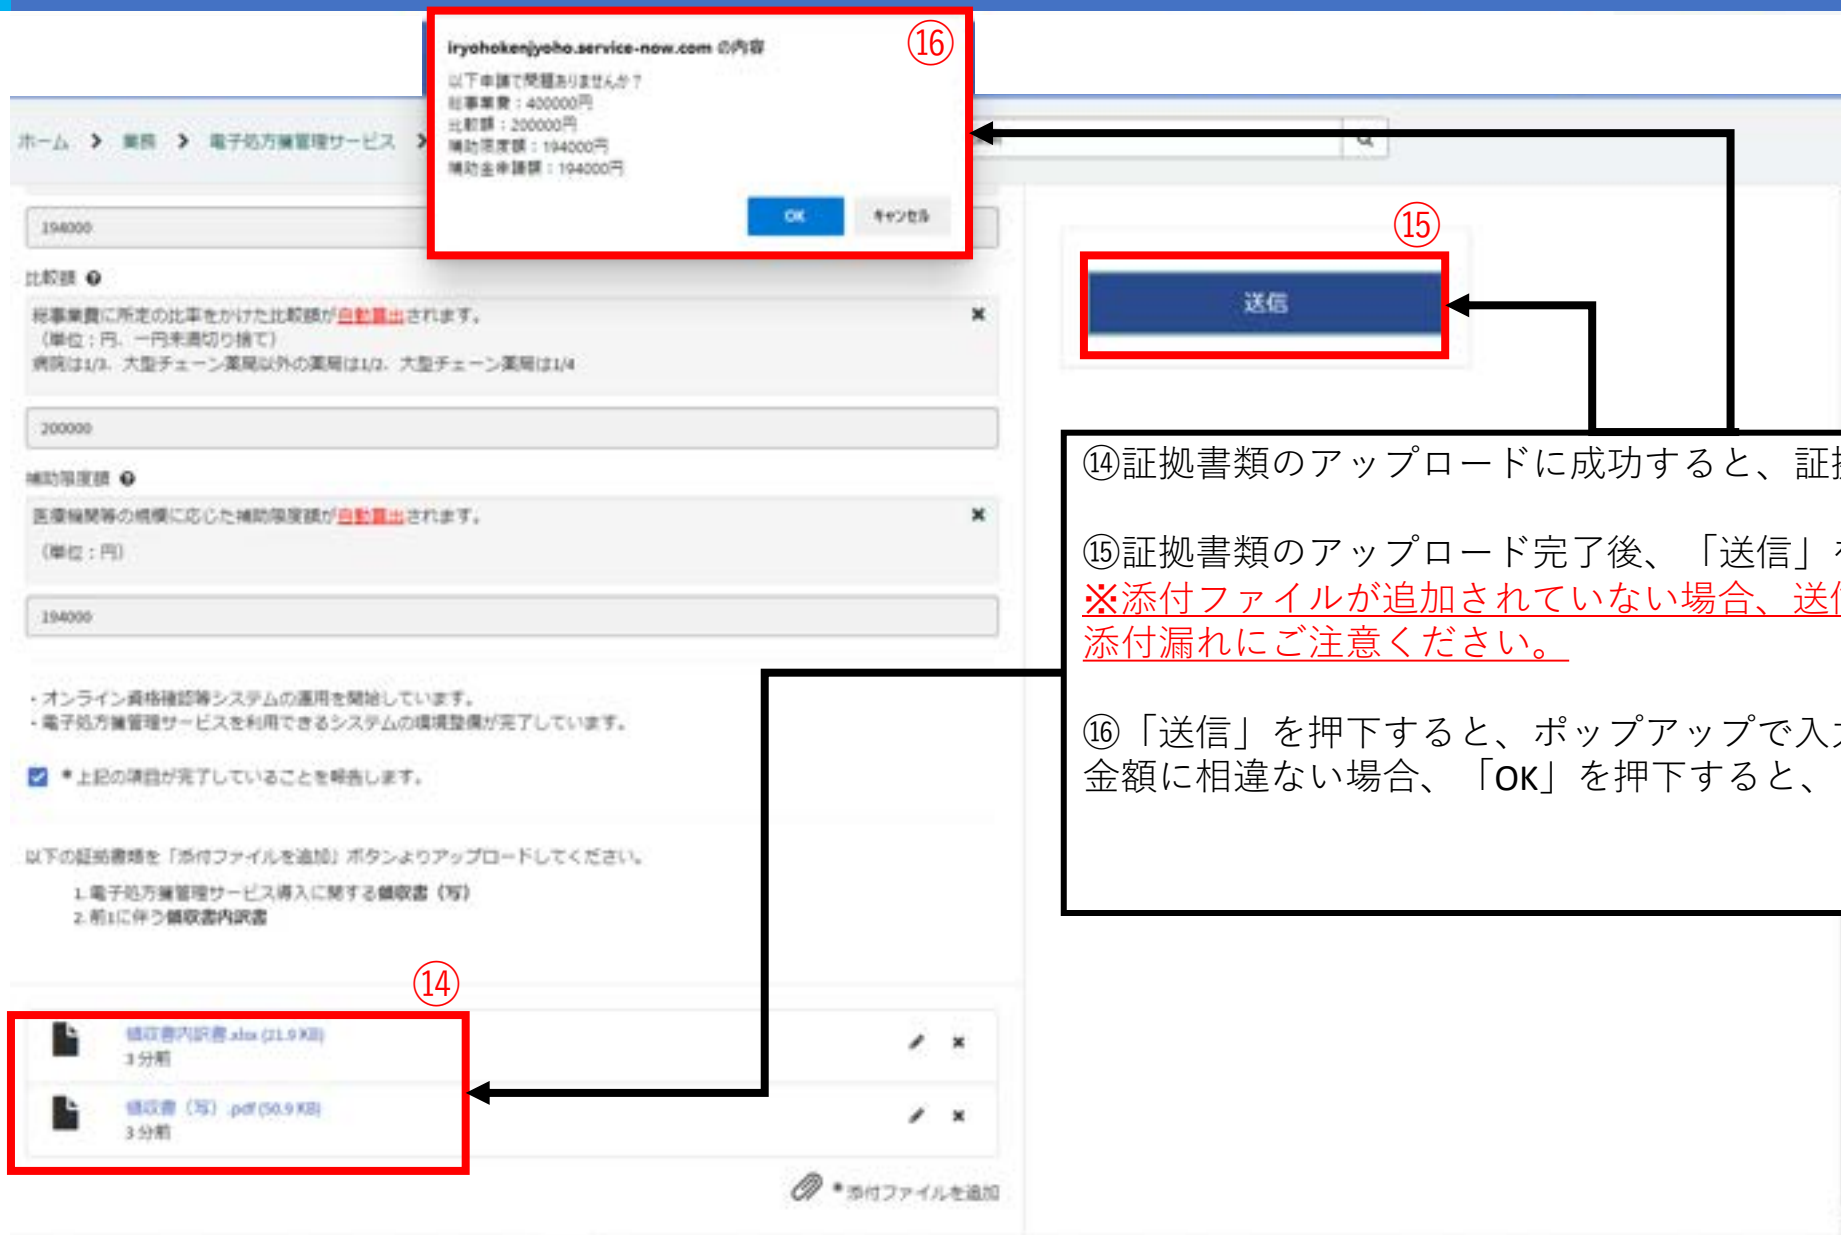 iryohokenjyoho.service-now.com の内容
⑯
以下申請で問題ありませんか？
総事業費：400000円
比較額：200000円
補助限度額：194000円
補助金申請額：194000円
OK
キャンセル
ホーム
業務
電子処方箋管理サービス
194000
⑮
送信
比較額
総事業費に所定の比率をかけた比較額が自動算出されます。
（単位：円、一円未満切り捨て）
病院は1/3、大型チェーン薬局以外の薬局は1/2、大型チェーン薬局は1/4
200000
補助限度額
医療機関等の規模に応じた補助限度額が自動算出されます。
（単位：円）
194000
・オンライン資格確認等システムの運用を開始しています。
・電子処方箋管理サービスを利用できるシステムの環境整備が完了しています。
＊上記の項目が完了していることを報告します。
以下の証拠書類を「添付ファイルを追加」ボタンよりアップロードしてください。
1. 電子処方箋管理サービス導入に関する領収書（写）
2. 前1に伴う領収書内訳書
⑭
領収書内訳書.xlsx (21.9 KB)
3 分前
領収書（写）.pdf (50.9 KB)
3 分前
＊添付ファイルを追加
⑭証拠書類のアップロードに成功すると、証
⑮証拠書類のアップロード完了後、「送信」
※添付ファイルが追加されていない場合、送
添付漏れにご注意ください。
⑯「送信」を押下すると、ポップアップで入
金額に相違ない場合、「OK」を押下すると、